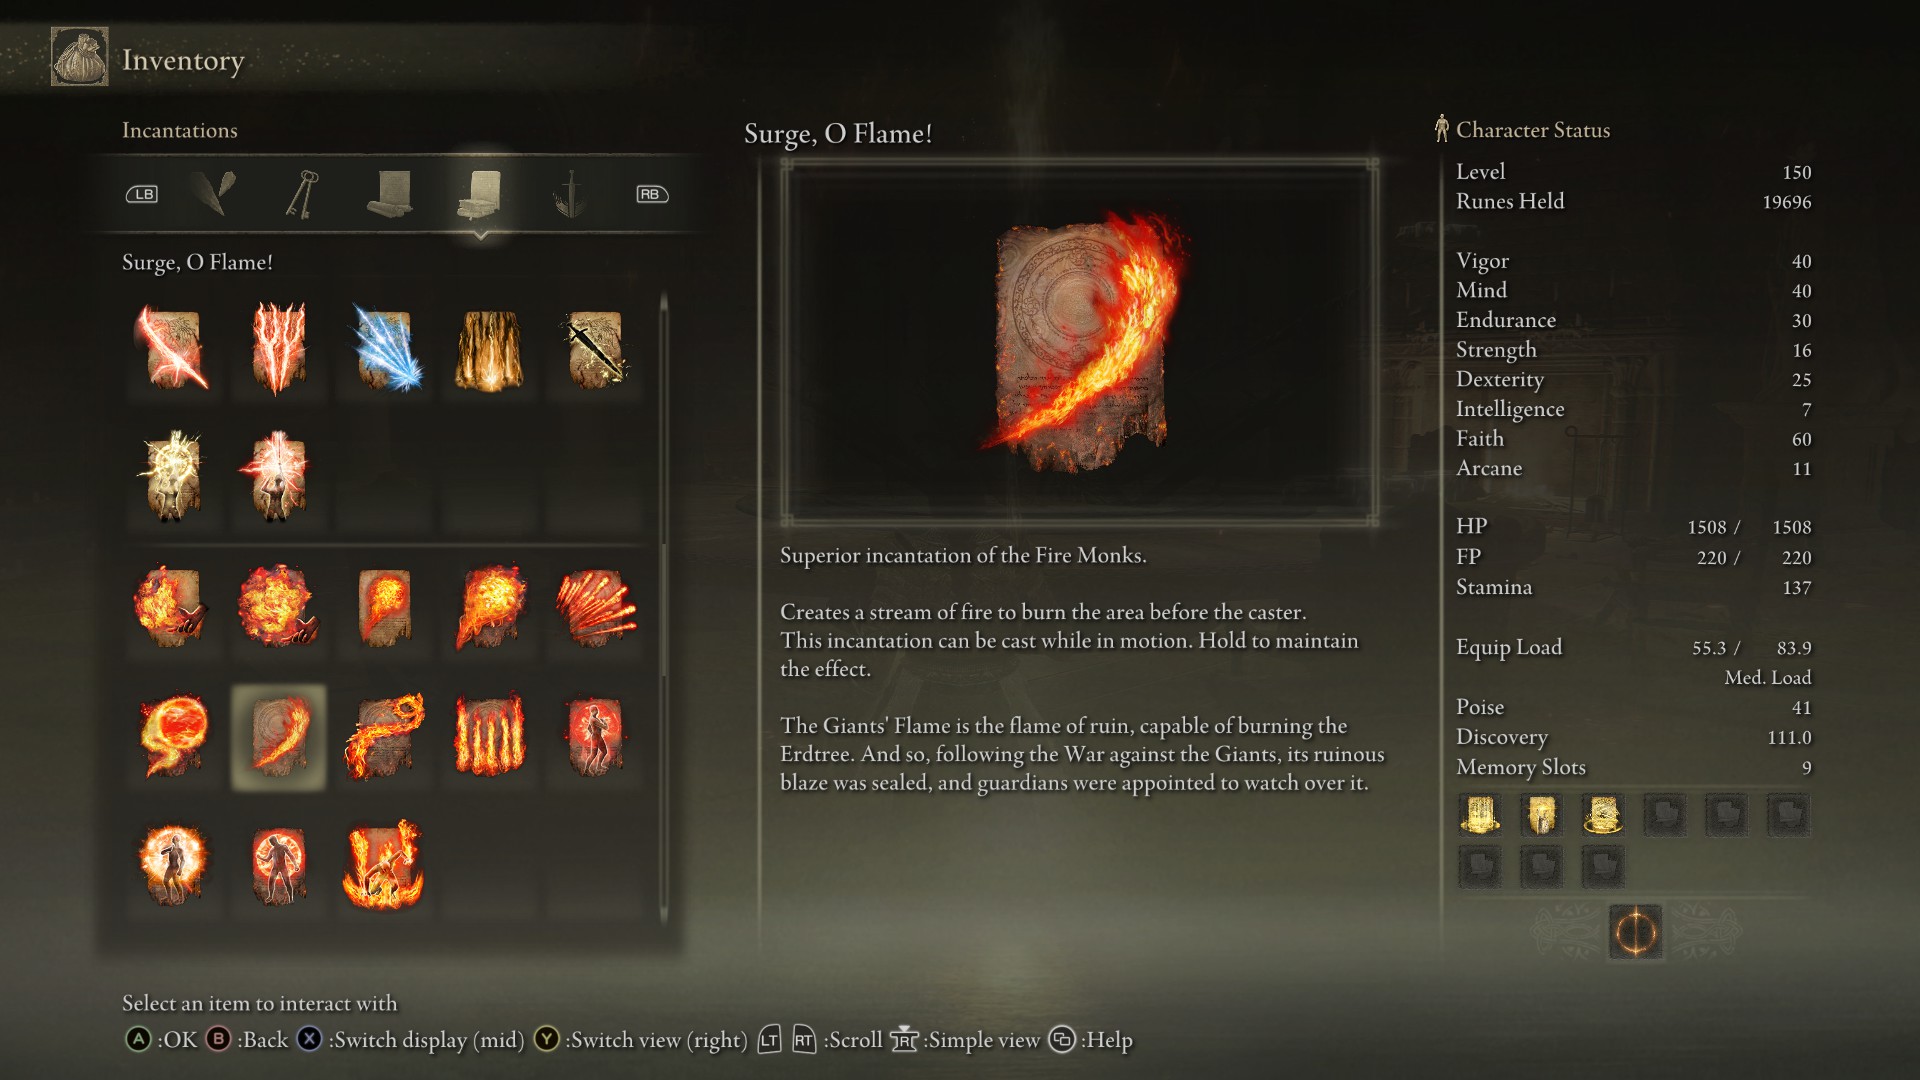 Inventory
Incantations
LB
RB
Surge, O Flame!
Surge, O Flame!
Superior incantation of the Fire Monks.
Creates a stream of fire to burn the area before the caster.
This incantation can be cast while in motion. Hold to maintain
the effect.
The Giants' Flame is the flame of ruin, capable of burning the
Erdtree. And so, following the War against the Giants, its ruinous
blaze was sealed, and guardians were appointed to watch over it.
Character Status
Level 150
Runes Held 19696
Vigor 40
Mind 40
Endurance 30
Strength 16
Dexterity 25
Intelligence 7
Faith 60
Arcane 11
HP 1508 / 1508
FP 220 / 220
Stamina 137
Equip Load 55.3 / 83.9
Med. Load
Poise 41
Discovery 111.0
Memory Slots 9
Select an item to interact with
A :OK B :Back X :Switch display (mid) Y :Switch view (right) LT RT :Scroll R :Simple view :Help